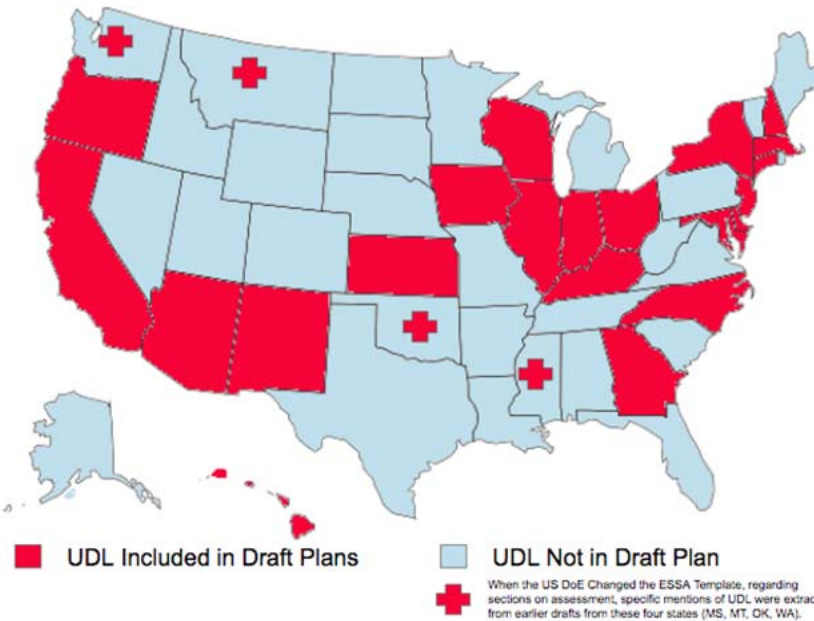 UDL Included in Draft Plans
UDL Not in Draft Plan
When the US DoE Changed the ESSA Template, regarding
sections on assessment, specific mentions of UDL were extrac
from earlier drafts from these four states (MS, MT, OK, WA).